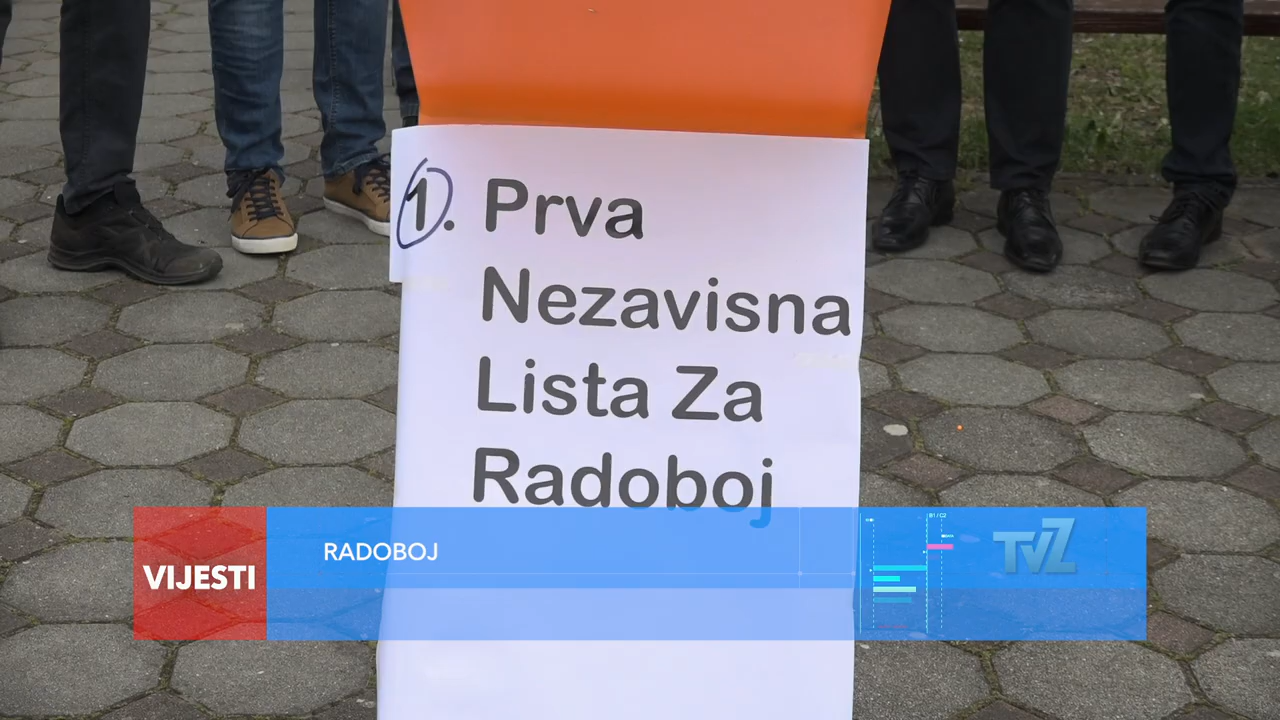 1. Prva
Nezavisna
Lista Za
Radoboj
RADOBOJ
VIJESTI
TVZ